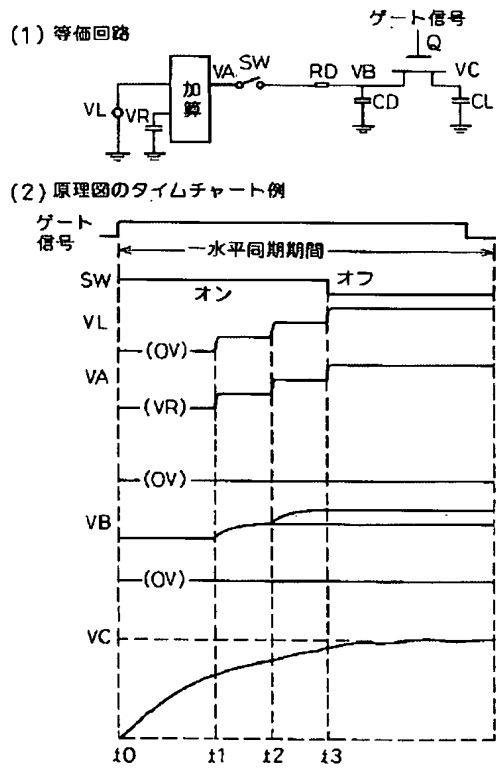 (1) 等価回路
ゲート信号
Q
VA SW RD VB VC
加算
VL VR CD CL
(2) 原理図のタイムチャート例
ゲート信号
一水平同期期間
SW オン オフ
VL (OV)
VA (VR)
(OV)
VB
(OV)
VC
t0 t1 t2 t3